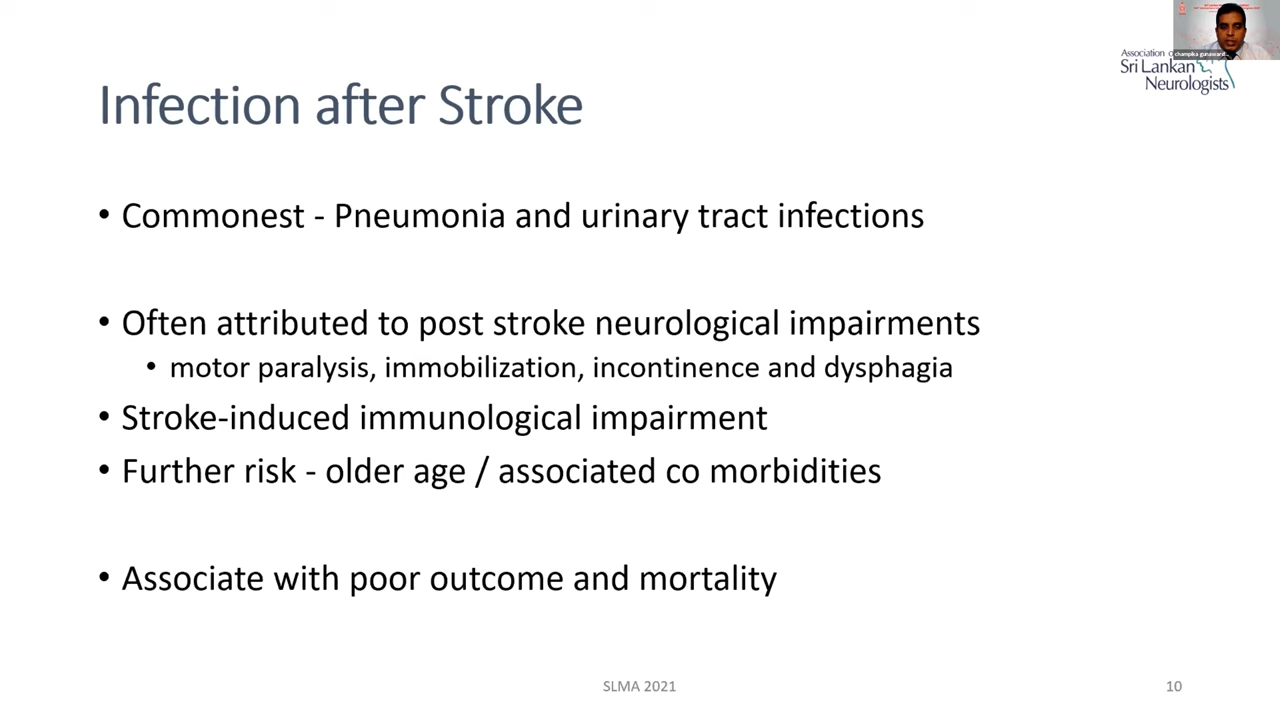 champika gunaward...
Association o
Sri Lankan
Neurologists
Infection after Stroke
• Commonest - Pneumonia and urinary tract infections
• Often attributed to post stroke neurological impairments
• motor paralysis, immobilization, incontinence and dysphagia
• Stroke-induced immunological impairment
• Further risk - older age / associated co morbidities
• Associate with poor outcome and mortality
SLMA 2021
10